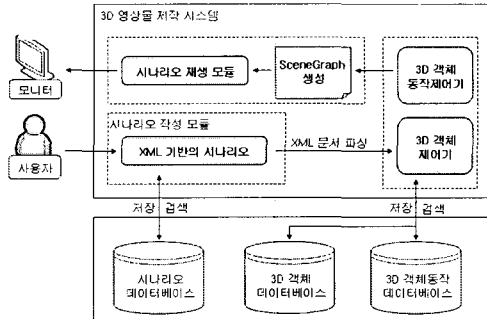 3D 영상물 제작 시스템
모니터
시나리오 재생 모듈
SceneGraph
생성
3D 객체
동작제어기
사용자
시나리오 작성 모듈
XML 기반의 시나리오
XML 문서 파싱
3D 객체
제어기
저장 검색
저장 검색
시나리오
데이터베이스
3D 객체
데이터베이스
3D 객체동작
데이터베이스